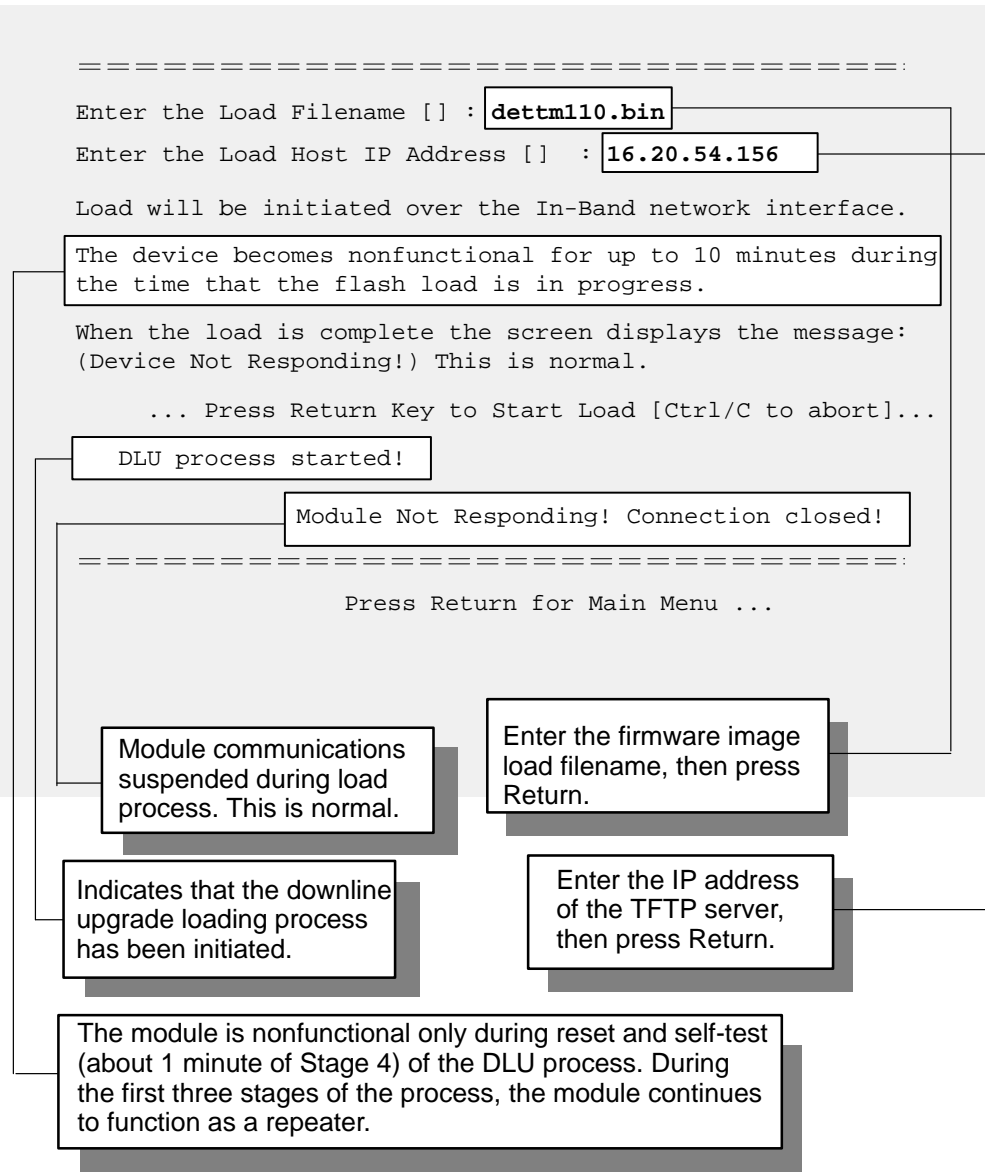 ==============================:
Enter the Load Filename [] : dettm110.bin
Enter the Load Host IP Address [] : 16.20.54.156
Load will be initiated over the In-Band network interface.
The device becomes nonfunctional for up to 10 minutes during
the time that the flash load is in progress.
When the load is complete the screen displays the message:
(Device Not Responding!) This is normal.
... Press Return Key to Start Load [Ctrl/C to abort]...
DLU process started!
Module Not Responding! Connection closed!
==============================:
Press Return for Main Menu ...
Module communications
suspended during load
process. This is normal.
Enter the firmware image
load filename, then press
Return.
Indicates that the downline
upgrade loading process
has been initiated.
Enter the IP address
of the TFTP server,
then press Return.
The module is nonfunctional only during reset and self-test
(about 1 minute of Stage 4) of the DLU process. During
the first three stages of the process, the module continues
to function as a repeater.